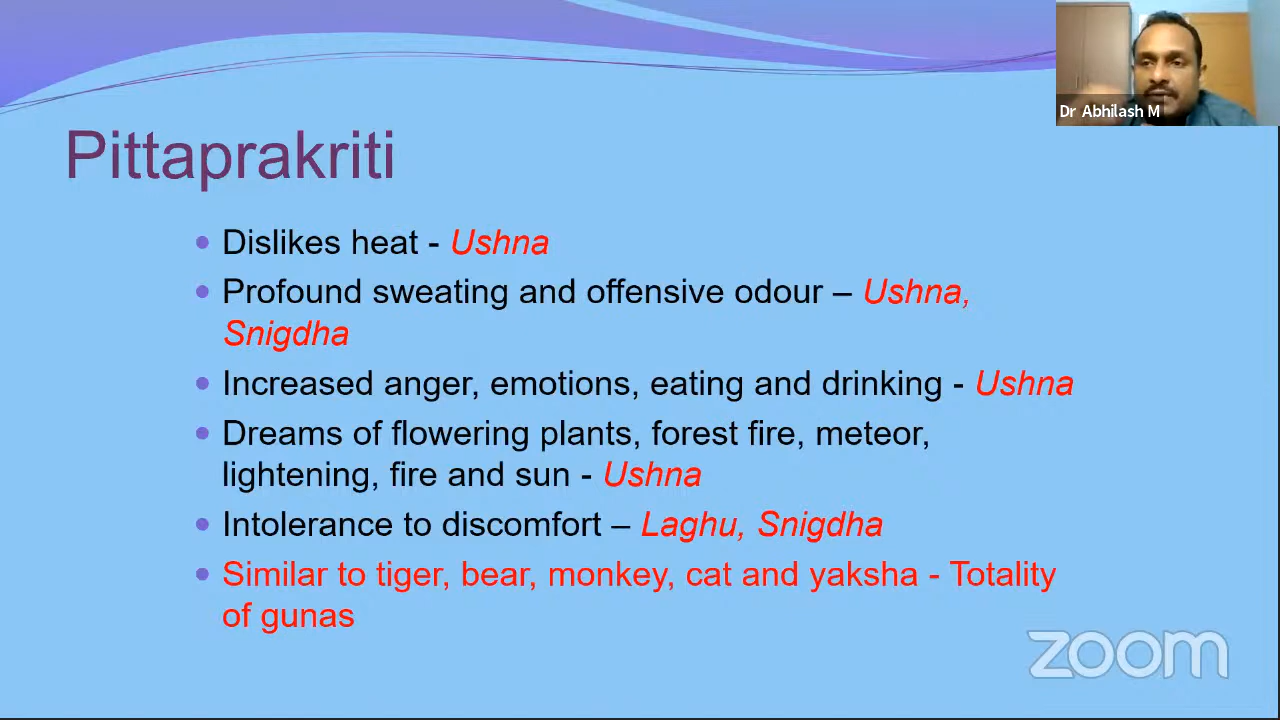 Dr Abhilash M
Pittaprakriti
• Dislikes heat - Ushna
• Profound sweating and offensive odour – Ushna,
Snigdha
• Increased anger, emotions, eating and drinking - Ushna
• Dreams of flowering plants, forest fire, meteor,
lightening, fire and sun - Ushna
• Intolerance to discomfort – Laghu, Snigdha
• Similar to tiger, bear, monkey, cat and yaksha - Totality
of gunas
zoom